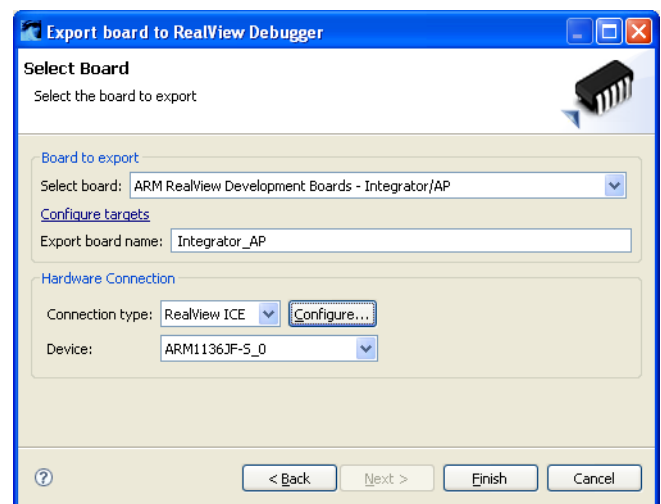 Export board to RealView Debugger
Select Board
Select the board to export
Board to export
Select board: ARM RealView Development Boards - Integrator/AP
Configure targets
Export board name: Integrator_AP
Hardware Connection
Connection type: RealView ICE Configure...
Device: ARM1136JF-S_0
? < Back Next > Finish Cancel